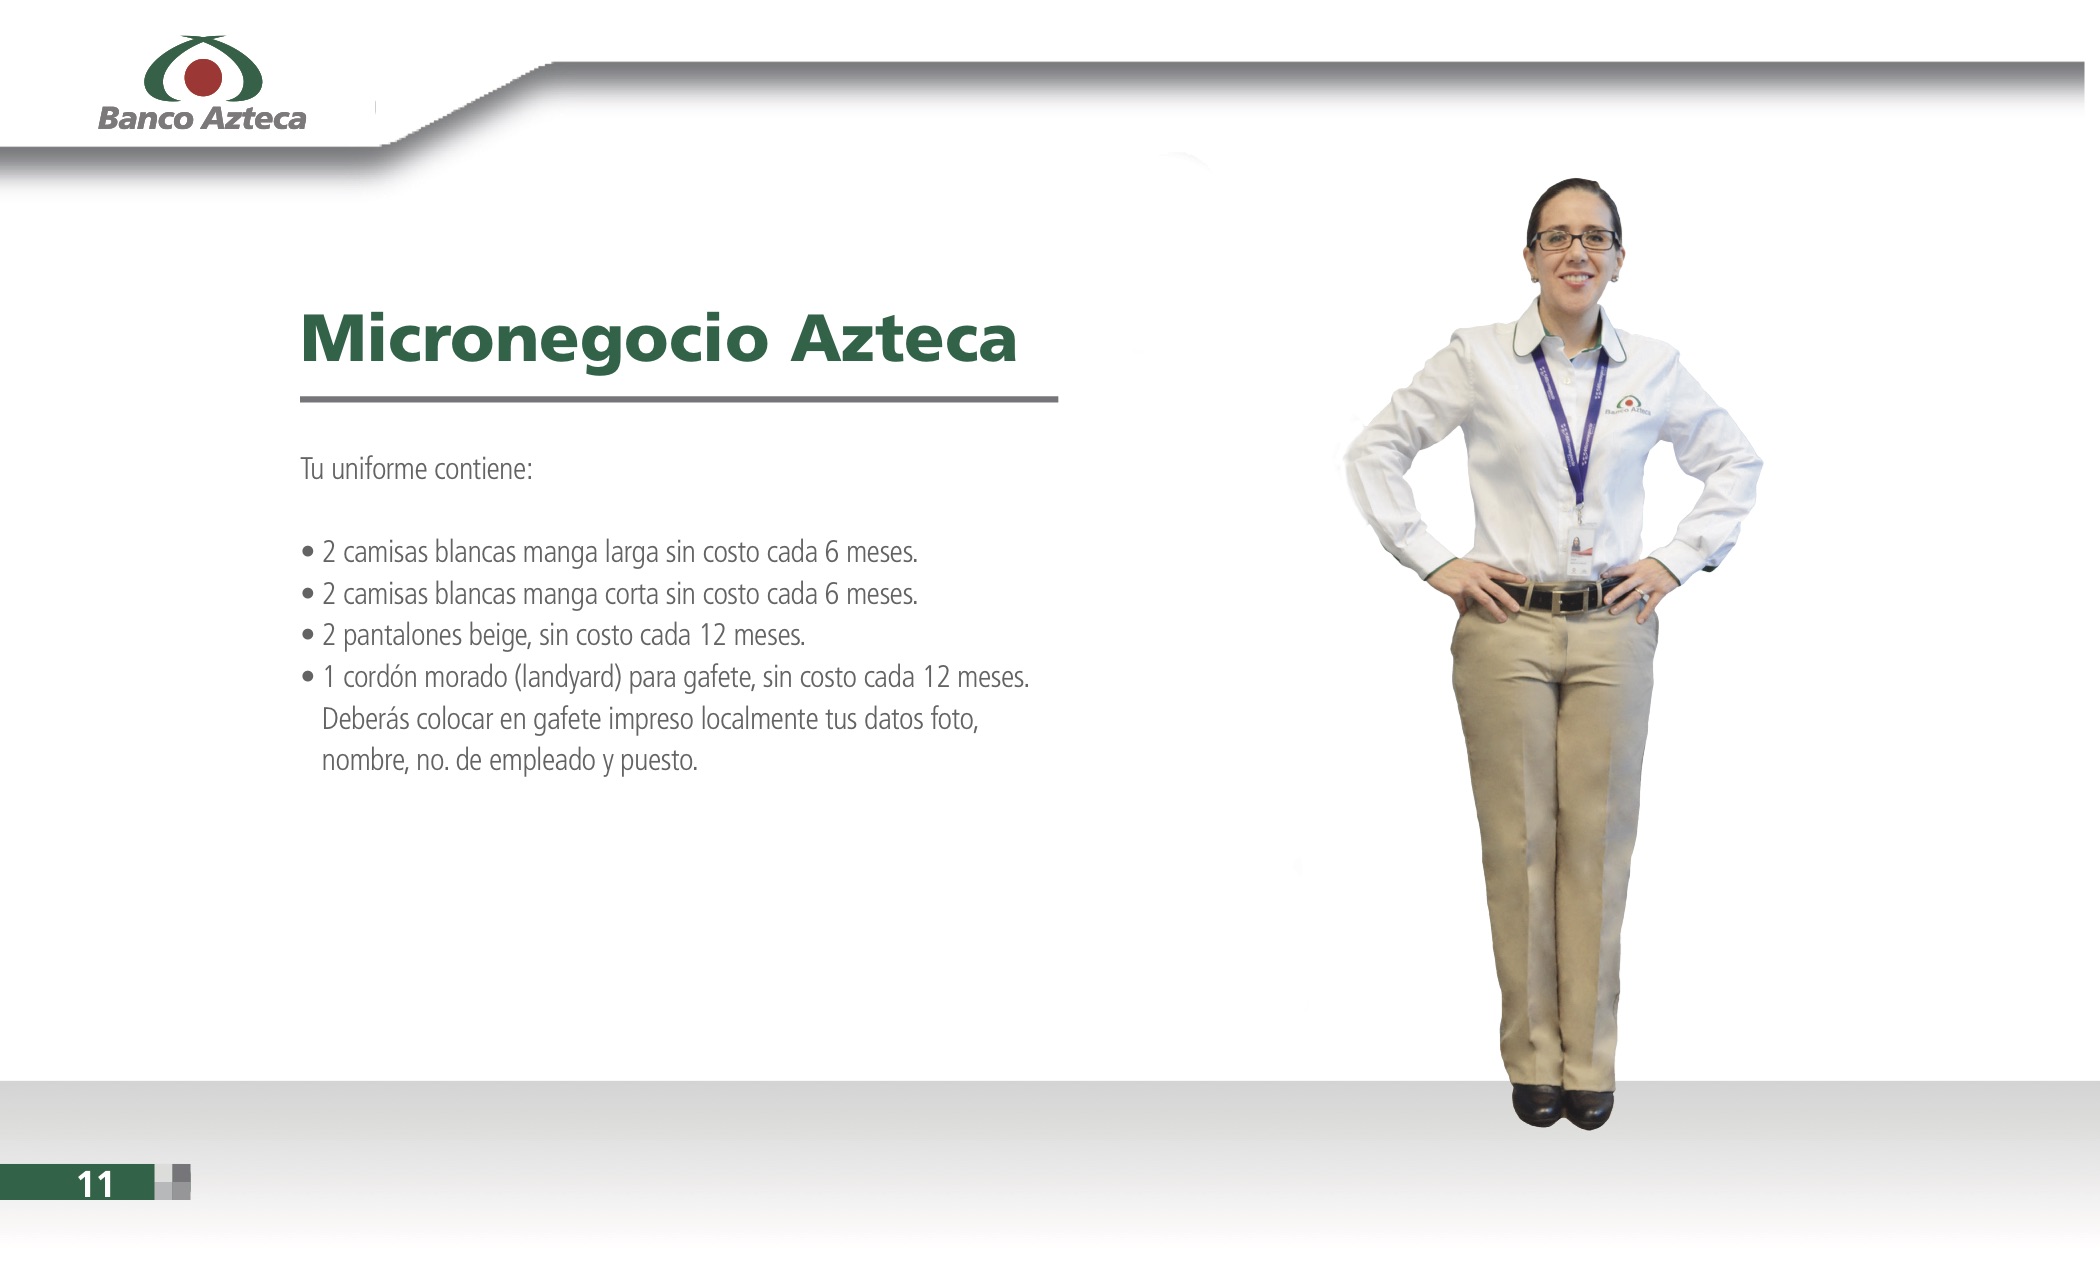 Banco Azteca
Micronegocio Azteca
Tu uniforme contiene:
• 2 camisas blancas manga larga sin costo cada 6 meses.
• 2 camisas blancas manga corta sin costo cada 6 meses.
• 2 pantalones beige, sin costo cada 12 meses.
• 1 cordón morado (landyard) para gafete, sin costo cada 12 meses.
Deberás colocar en gafete impreso localmente tus datos foto,
nombre, no. de empleado y puesto.
Banco Azteca
11